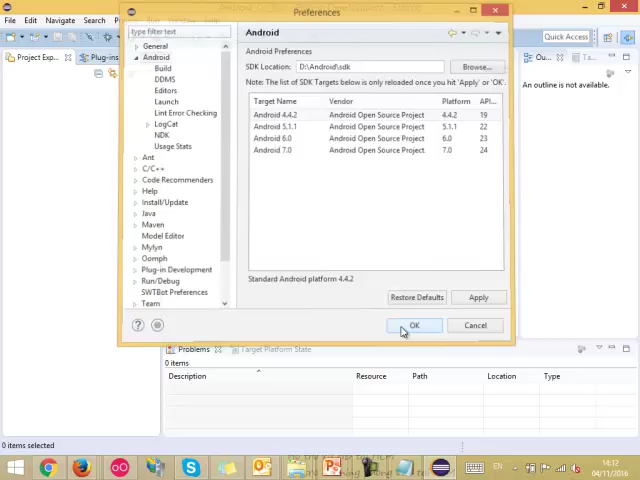 Preferences
Edit Navigate Search
Quick Access
Project Expl
Plug-ins
Ou...
Ta...
An outline is not available.
type filter text
General
Android
Build
DDMS
Editors
Launch
Lint Error Checking
LogCat
NDK
Usage Stats
Ant
C/C++
Code Recommenders
Help
Install/Update
Java
Maven
Model Editor
Mylyn
Oomph
Plug-in Development
Run/Debug
SWTBot Preferences
Team
Android
Android Preferences
SDK Location: D:\Android\sdk Browse...
Note: The list of SDK Targets below is only reloaded once you hit 'Apply' or 'OK'.
Target Name Vendor Platform API...
Android 4.4.2 Android Open Source Project 4.4.2 19
Android 5.1.1 Android Open Source Project 5.1.1 22
Android 6.0 Android Open Source Project 6.0 23
Android 7.0 Android Open Source Project 7.0 24
Standard Android platform 4.4.2
Restore Defaults Apply
OK Cancel
Problems Target Platform State
0 items
Description Resource Path Location Type
0 items selected
ENG
14:12
04/11/2016